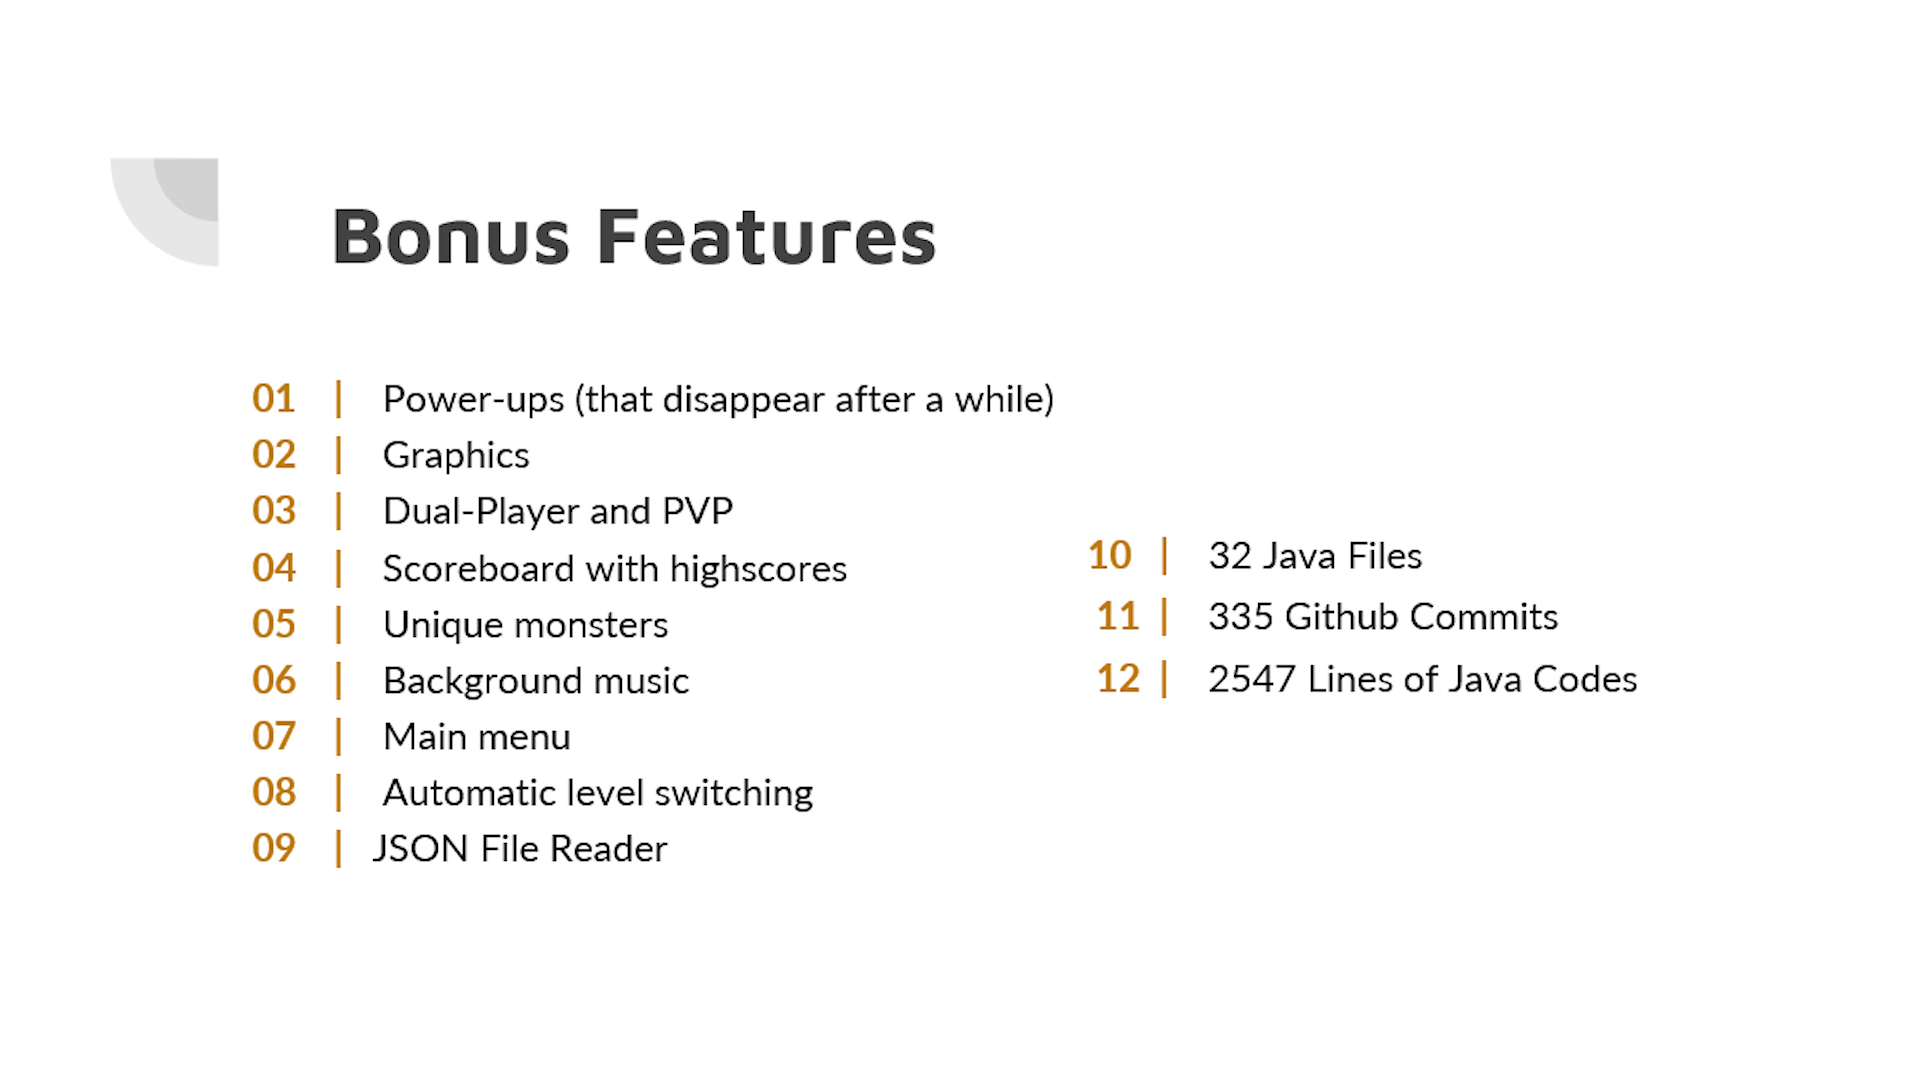 Bonus Features
01 | Power-ups (that disappear after a while)
02 | Graphics
03 | Dual-Player and PVP
04 | Scoreboard with highscores
05 | Unique monsters
06 | Background music
07 | Main menu
08 | Automatic level switching
09 | JSON File Reader
10 | 32 Java Files
11 | 335 Github Commits
12 | 2547 Lines of Java Codes